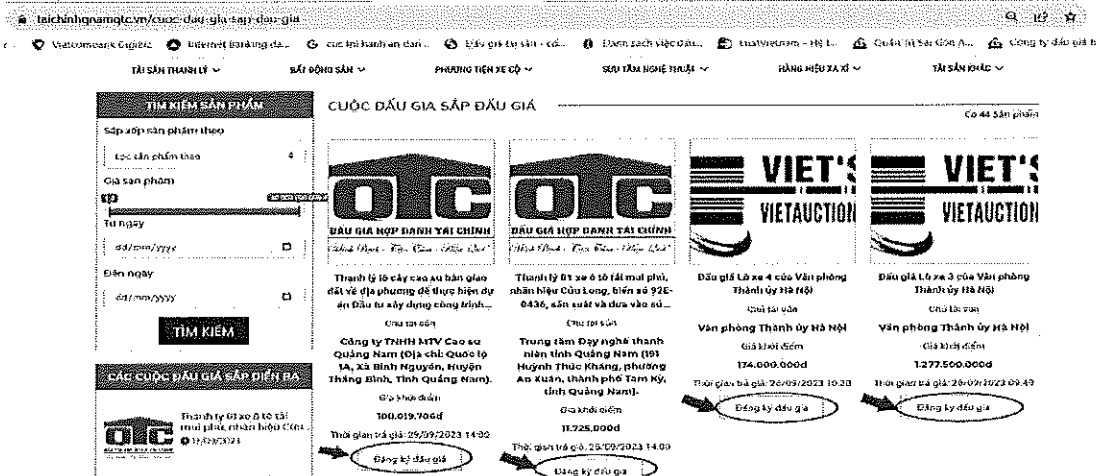 taichinhqnamqtc.vn/cuoc-dau-gia-sap-dau-gia
Vietcombank Digibiz
Internet Banking
TÀI SẢN THANH LÝ
BẤT ĐỘNG SẢN
PHƯƠNG TIỆN XE CỘ
SƯU TẦM NGHỆ THUẬT
HÀNG HIỆU XA XỈ
TÀI SẢN KHÁC
TÌM KIẾM SẢN PHẨM
Sắp xếp sản phẩm theo
Lọc sản phẩm theo
Giá sản phẩm
Từ ngày
dd/mm/yyyy
Đến ngày
dd/mm/yyyy
TÌM KIẾM
CÁC CUỘC ĐẤU GIÁ SẮP DIỄN RA
Thanh lý 01 xe ô tô tải
mui phủ, nhãn hiệu Cửu...
CUỘC ĐẤU GIA SẮP ĐẤU GIÁ
Có 44 Sản phẩm
QTC
ĐẤU GIÁ HỢP DANH TÀI CHÍNH
Thanh lý lô cây cao su bàn giao
đất về địa phương để thực hiện dự
án Đầu tư xây dựng công trình...
Chủ tài sản
Công ty TNHH MTV Cao su
Quảng Nam (Địa chỉ: Quốc lộ
1A, Xã Bình Nguyên, Huyện
Thăng Bình, Tỉnh Quảng Nam).
Giá khởi điểm
100.019.706đ
Thời gian trả giá: 29/09/2023 14:00
Đăng ký đấu giá
QTC
ĐẤU GIÁ HỢP DANH TÀI CHÍNH
Thanh lý 01 xe ô tô tải mui phủ,
nhãn hiệu Cửu Long, biển số 92E-
0436, sản xuất và đưa vào sử...
Chủ tài sản
Trung tâm Dạy nghề thanh
niên tỉnh Quảng Nam (191
Huỳnh Thúc Kháng, phường
An Xuân, thành phố Tam Kỳ,
tỉnh Quảng Nam).
Giá khởi điểm
11.725.000đ
Thời gian trả giá: 26/09/2023 14:00
Đăng ký đấu giá
VIET'S
VIETAUCTION
Đấu giá Lô xe 4 của Văn phòng
Thành ủy Hà Nội
Chủ tài sản
Văn phòng Thành ủy Hà Nội
Giá khởi điểm
174.000.000đ
Thời gian trả giá: 26/09/2023 10:20
Đăng ký đấu giá
VIET'S
VIETAUCTION
Đấu giá Lô xe 3 của Văn phòng
Thành ủy Hà Nội
Chủ tài sản
Văn phòng Thành ủy Hà Nội
Giá khởi điểm
1.277.500.000đ
Thời gian trả giá: 26/09/2023 09:40
Đăng ký đấu giá